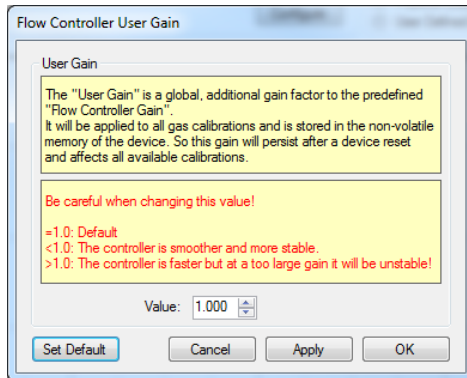 Flow Controller User Gain
User Gain
The "User Gain" is a global, additional gain factor to the predefined
"Flow Controller Gain".
It will be applied to all gas calibrations and is stored in the non-volatile
memory of the device. So this gain will persist after a device reset
and affects all available calibrations.
Be careful when changing this value!
=1.0: Default
<1.0: The controller is smoother and more stable.
>1.0: The controller is faster but at a too large gain it will be unstable!
Value: 1.000
Set Default Cancel Apply OK